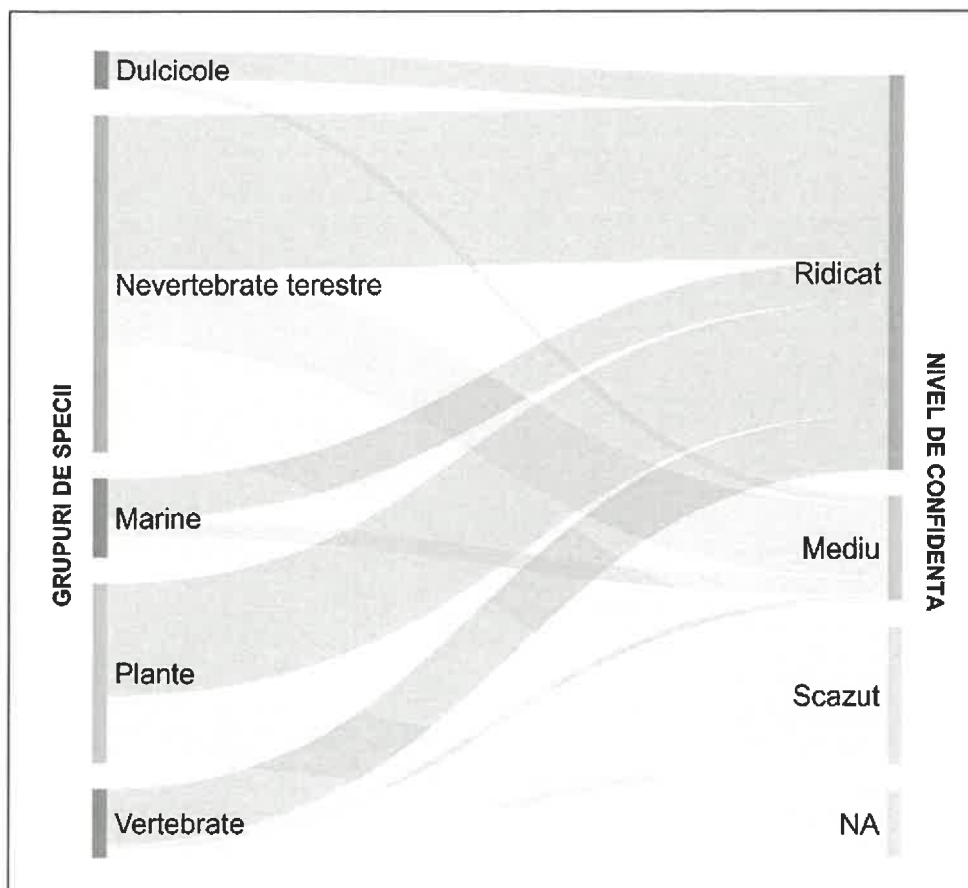 Dulcicole
Nevertebrate terestre
Marine
Plante
Vertebrate
GRUPURI DE SPECII
Ridicat
Mediu
Scazut
NA
NIVEL DE CONFIDENTA